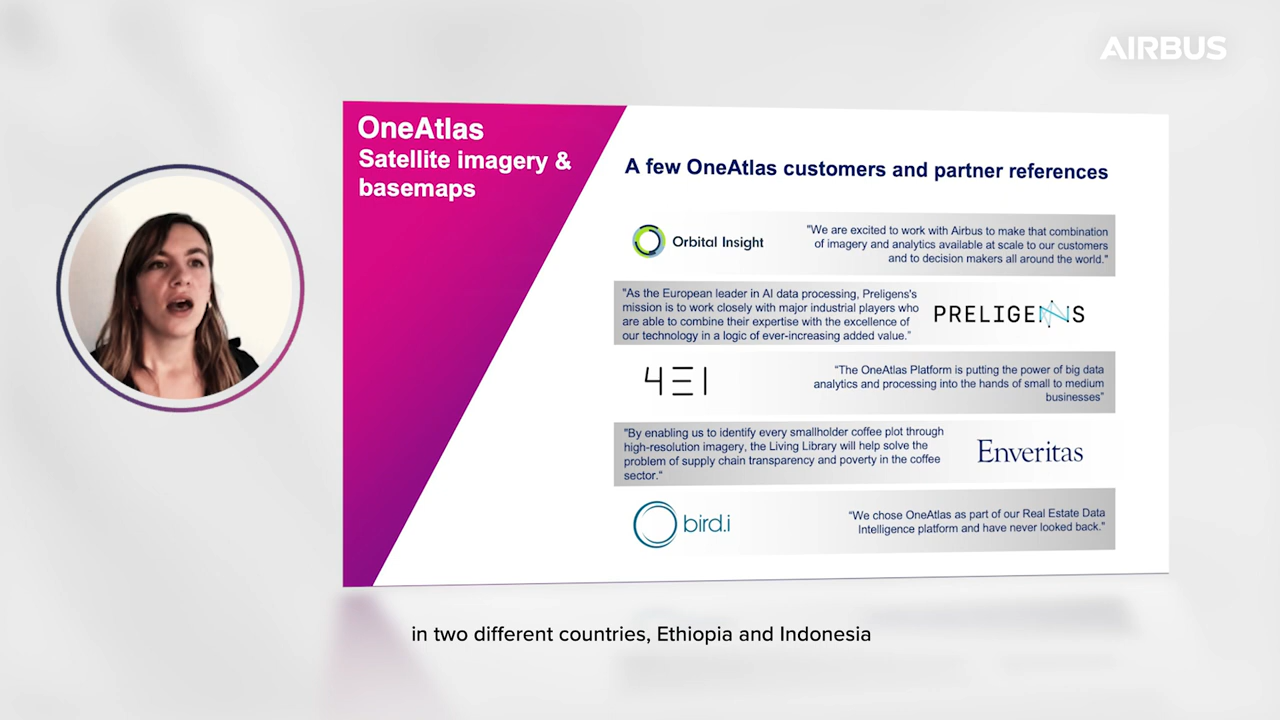 AIRBUS
OneAtlas
Satellite imagery &
basemaps
A few OneAtlas customers and partner references
Orbital Insight
"We are excited to work with Airbus to make that combination
of imagery and analytics available at scale to our customers
and to decision makers all around the world."
"As the European leader in AI data processing, Preligens's
mission is to work closely with major industrial players who
are able to combine their expertise with the excellence of
our technology in a logic of ever-increasing added value."
PRELIGENS
4EI
"The OneAtlas Platform is putting the power of big data
analytics and processing into the hands of small to medium
businesses"
"By enabling us to identify every smallholder coffee plot through
high-resolution imagery, the Living Library will help solve the
problem of supply chain transparency and poverty in the coffee
sector."
Enveritas
bird.i
"We chose OneAtlas as part of our Real Estate Data
Intelligence platform and have never looked back."
in two different countries, Ethiopia and Indonesia